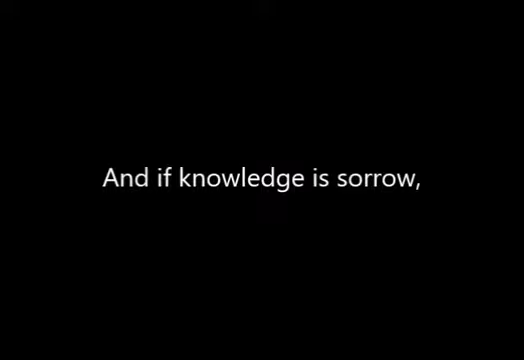 And if knowledge is sorrow,